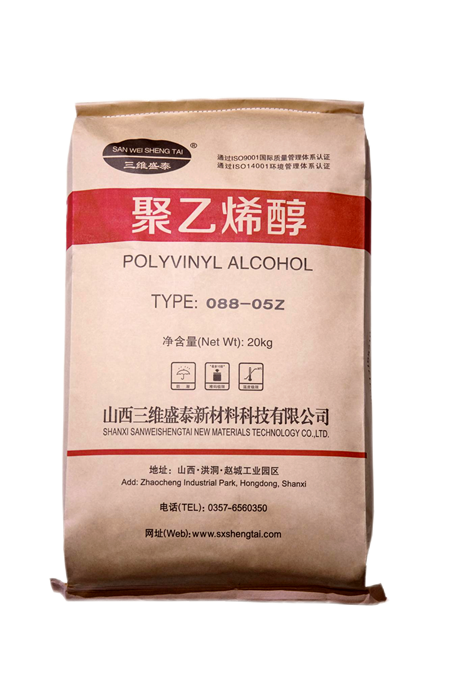 SAN WEI SHENG TAI ®
三维盛泰
通过ISO9001国际质量管理体系认证
通过ISO14001环境管理体系认证
聚乙烯醇
POLYVINYL ALCOHOL
TYPE: 088-05Z
净含量(Net Wt): 20kg
山西三维盛泰新材料科技有限公司
SHANXI SANWEISHENGTAI NEW MATERIALS TECHNOLOGY CO.,LTD.
地址: 山西·洪洞·赵城工业园区
Add: Zhaocheng Industrial Park, Hongdong, Shanxi
电话(TEL): 0357-6560350
网址(Web): www.sxshengtai.com